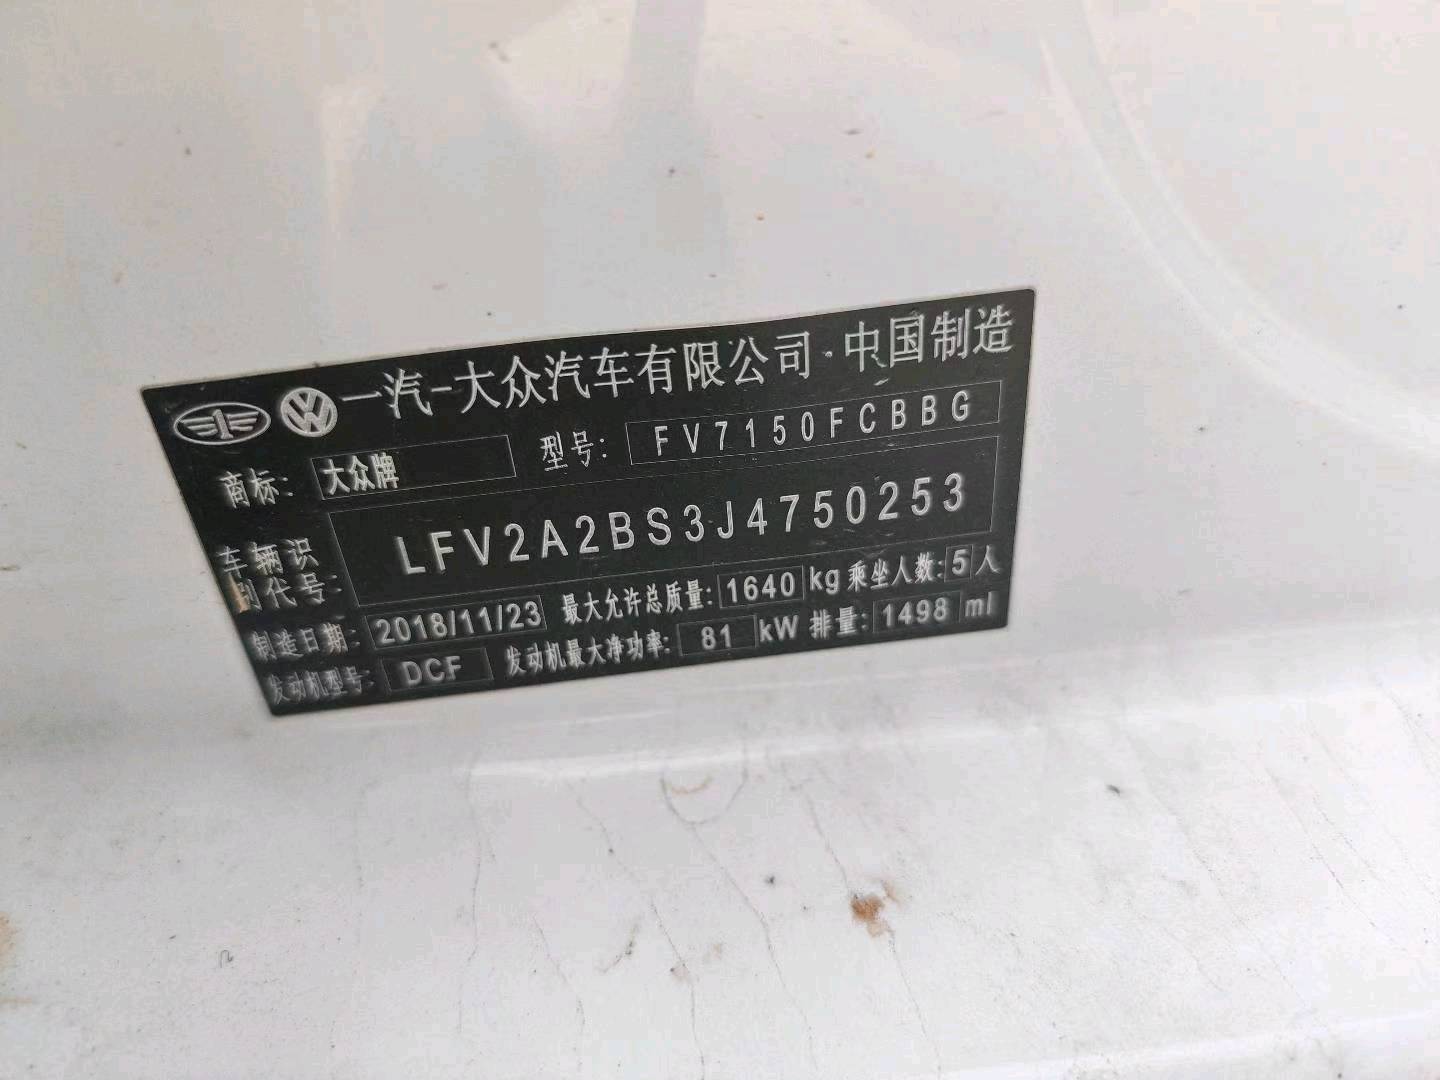 一汽-大众汽车有限公司·中国制造
商标: 大众牌 型号: FV7150FCBBG
车辆识别代号: LFV2A2BS3J4750253
制造日期: 2018/11/23 最大允许总质量: 1640 kg 乘坐人数: 5 人
发动机型号: DCF 发动机最大净功率: 81 kW 排量: 1498 ml